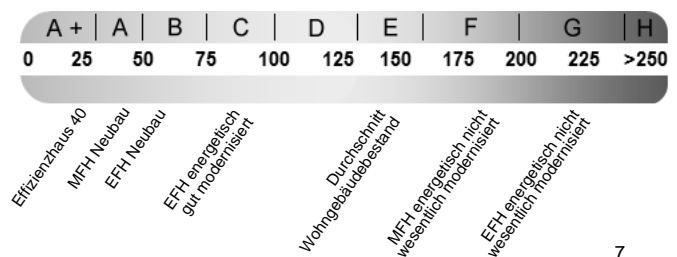 A + | A | B | C | D | E | F | G | H
0 25 50 75 100 125 150 175 200 225 >250
Effizienzhaus 40
MFH Neubau
EFH Neubau
EFH energetisch
gut modernisiert
Durchschnitt
Wohngebäudebestand
MFH energetisch nicht
wesentlich modernisiert
EFH energetisch nicht
wesentlich modernisiert
7